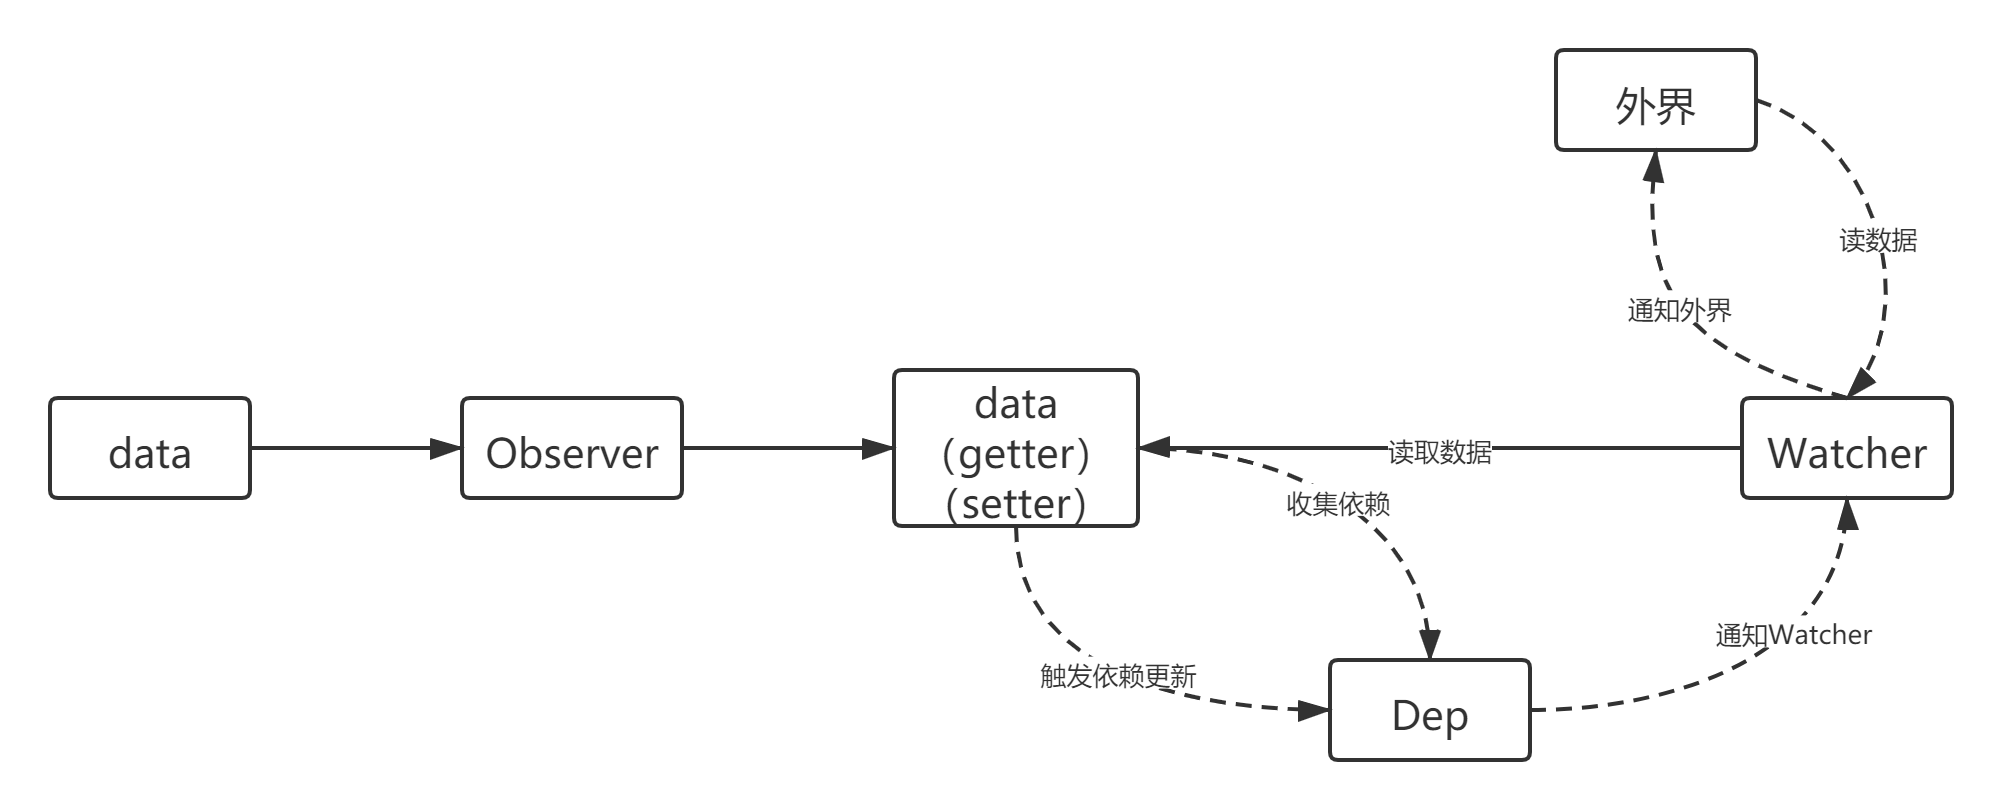 外界
读数据
通知外界
data
Observer
data
（getter）
（setter）
读取数据
Watcher
收集依赖
通知Watcher
触发依赖更新
Dep